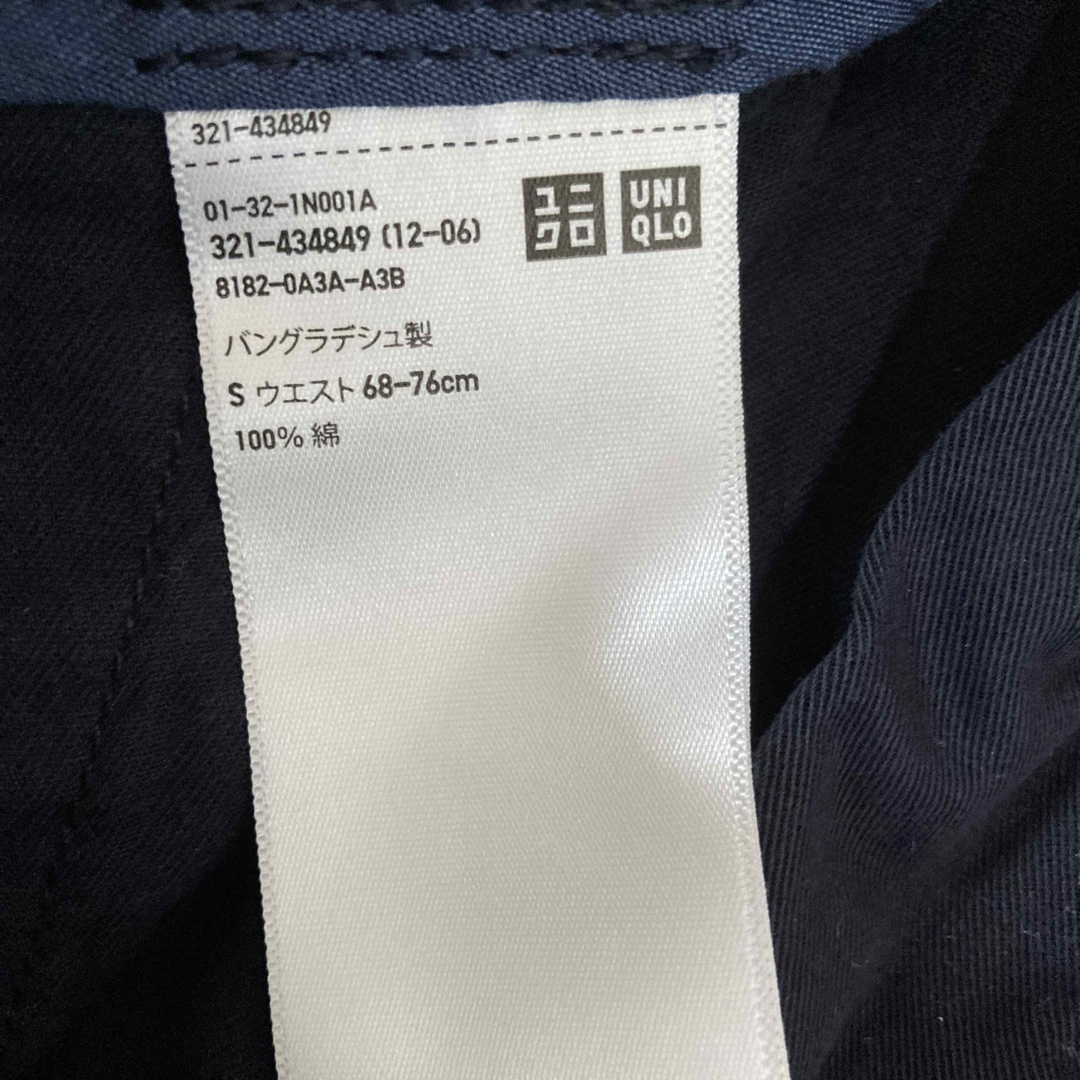 321-434849
01-32-1N001A
321-434849 (12-06)
8182-0A3A-A3B
ユニ
クロ
UNI
QLO
バングラデシュ製
S ウエスト 68-76cm
100% 綿